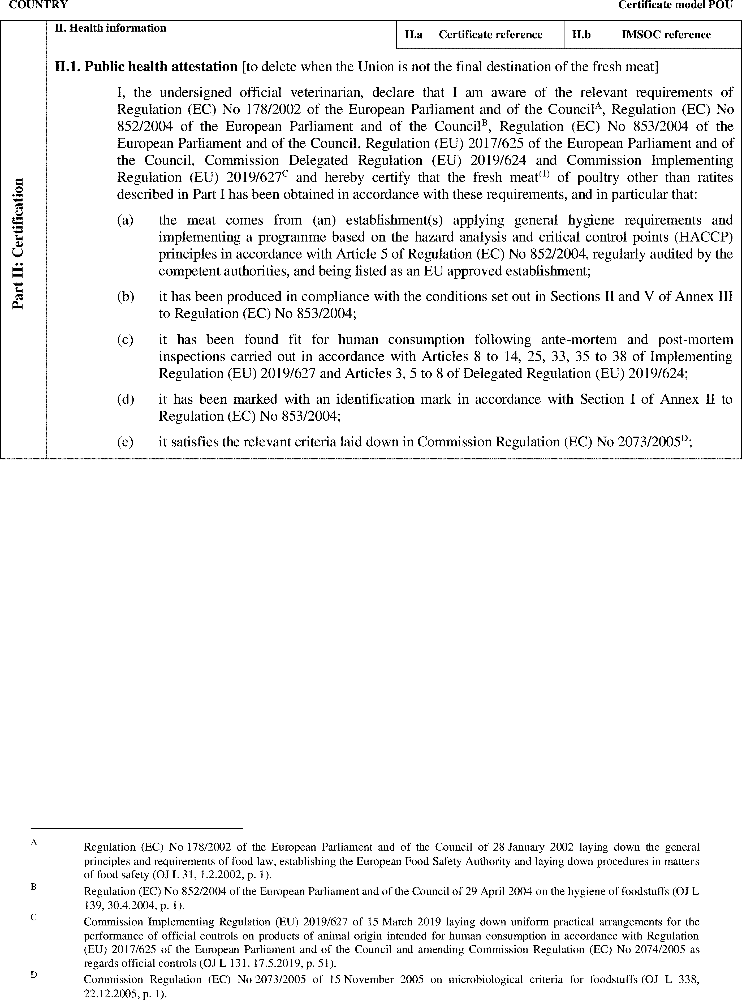 COUNTRY Certificate model POU
II. Health information
II.a Certificate reference II.b IMSOC reference
Part II: Certification
II.1. Public health attestation [to delete when the Union is not the final destination of the fresh meat]
I, the undersigned official veterinarian, declare that I am aware of the relevant requirements of
Regulation (EC) No 178/2002 of the European Parliament and of the Council^A, Regulation (EC) No
852/2004 of the European Parliament and of the Council^B, Regulation (EC) No 853/2004 of the
European Parliament and of the Council, Regulation (EU) 2017/625 of the European Parliament and of
the Council, Commission Delegated Regulation (EU) 2019/624 and Commission Implementing
Regulation (EU) 2019/627^C and hereby certify that the fresh meat^(1) of poultry other than ratites
described in Part I has been obtained in accordance with these requirements, and in particular that:
(a) the meat comes from (an) establishment(s) applying general hygiene requirements and
implementing a programme based on the hazard analysis and critical control points (HACCP)
principles in accordance with Article 5 of Regulation (EC) No 852/2004, regularly audited by the
competent authorities, and being listed as an EU approved establishment;
(b) it has been produced in compliance with the conditions set out in Sections II and V of Annex III
to Regulation (EC) No 853/2004;
(c) it has been found fit for human consumption following ante-mortem and post-mortem
inspections carried out in accordance with Articles 8 to 14, 25, 33, 35 to 38 of Implementing
Regulation (EU) 2019/627 and Articles 3, 5 to 8 of Delegated Regulation (EU) 2019/624;
(d) it has been marked with an identification mark in accordance with Section I of Annex II to
Regulation (EC) No 853/2004;
(e) it satisfies the relevant criteria laid down in Commission Regulation (EC) No 2073/2005^D;
A Regulation (EC) No 178/2002 of the European Parliament and of the Council of 28 January 2002 laying down the general
principles and requirements of food law, establishing the European Food Safety Authority and laying down procedures in matters
of food safety (OJ L 31, 1.2.2002, p. 1).
B Regulation (EC) No 852/2004 of the European Parliament and of the Council of 29 April 2004 on the hygiene of foodstuffs (OJ L
139, 30.4.2004, p. 1).
C Commission Implementing Regulation (EU) 2019/627 of 15 March 2019 laying down uniform practical arrangements for the
performance of official controls on products of animal origin intended for human consumption in accordance with Regulation
(EU) 2017/625 of the European Parliament and of the Council and amending Commission Regulation (EC) No 2074/2005 as
regards official controls (OJ L 131, 17.5.2019, p. 51).
D Commission Regulation (EC) No 2073/2005 of 15 November 2005 on microbiological criteria for foodstuffs (OJ L 338,
22.12.2005, p. 1).